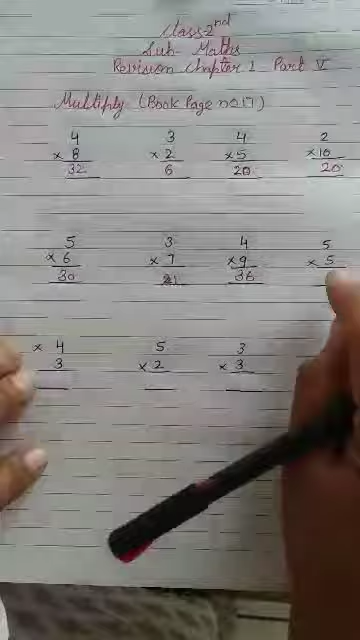 Class-2nd
Sub- Maths
Revision Chapter 1 Part V
Multiply (Book Page no.17)
4 3 4 2
× 8 × 2 × 5 × 10
32 6 20 20
5 3 4 5
× 6 × 7 × 9 × 5
30 21 36
× 4 5 3
3 × 2 × 3